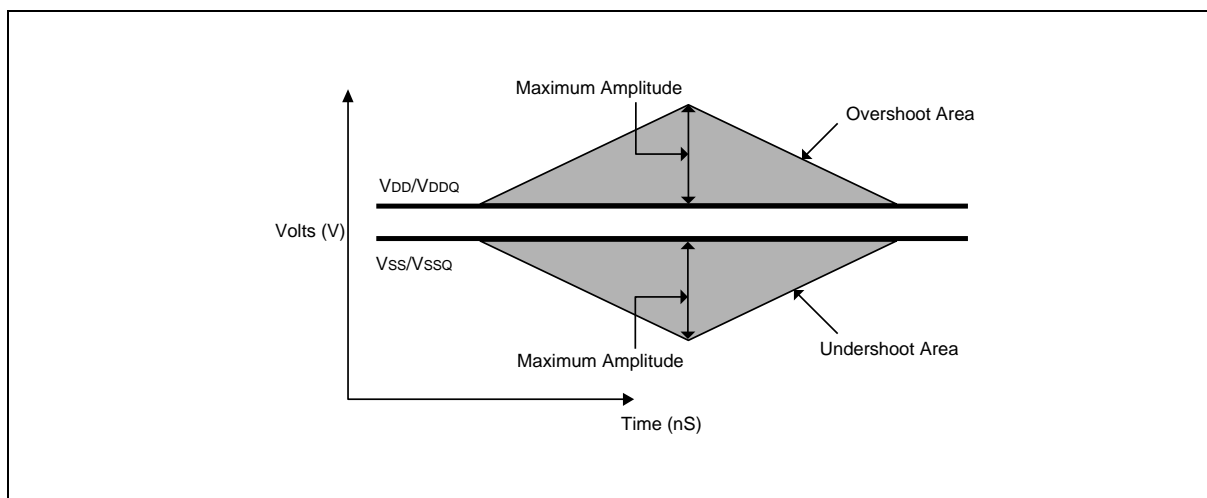 Maximum Amplitude
Overshoot Area
VDD/VDDQ
Volts (V)
VSS/VSSQ
Maximum Amplitude
Undershoot Area
Time (nS)